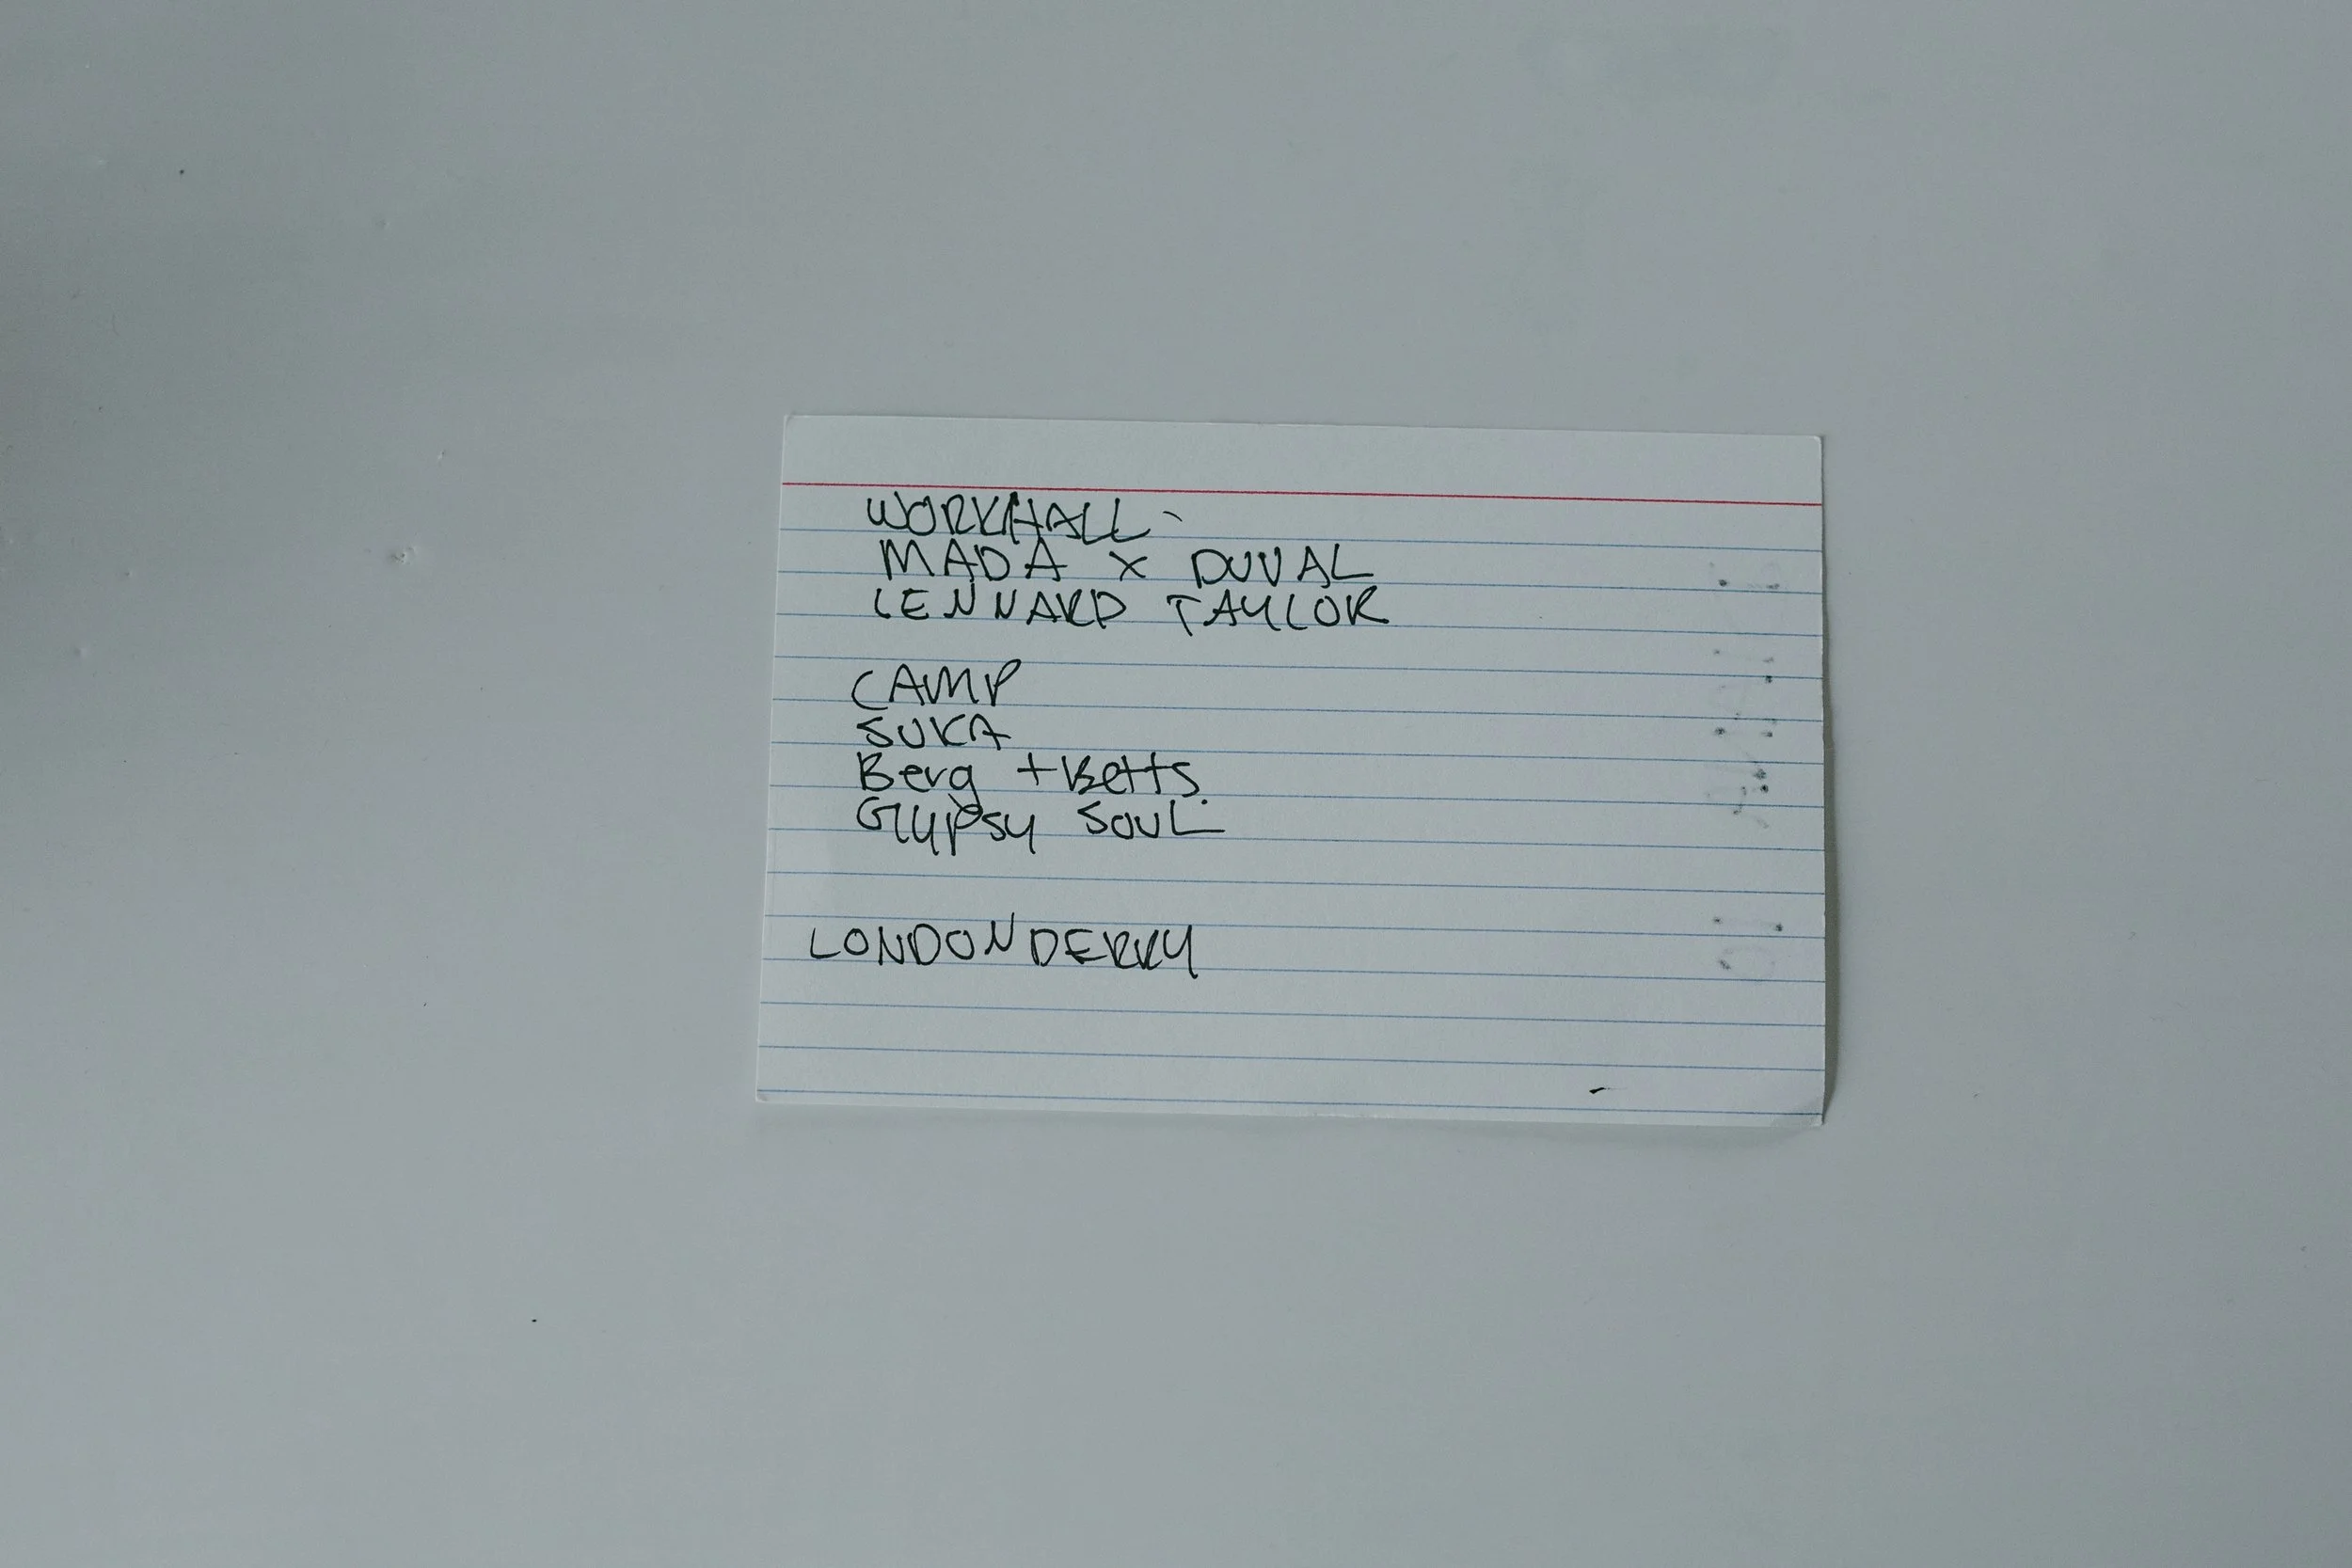 WORKHALL -
MADA X DUVAL
LENNARD TAYLOR
CAMP
SUKA
Berg + Betts.
Gypsy SOUL
LONDONDERRY